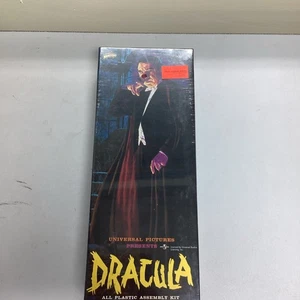 UNIVERSAL PICTURES
PRESENTS
DRACULA
ALL PLASTIC ASSEMBLY KIT